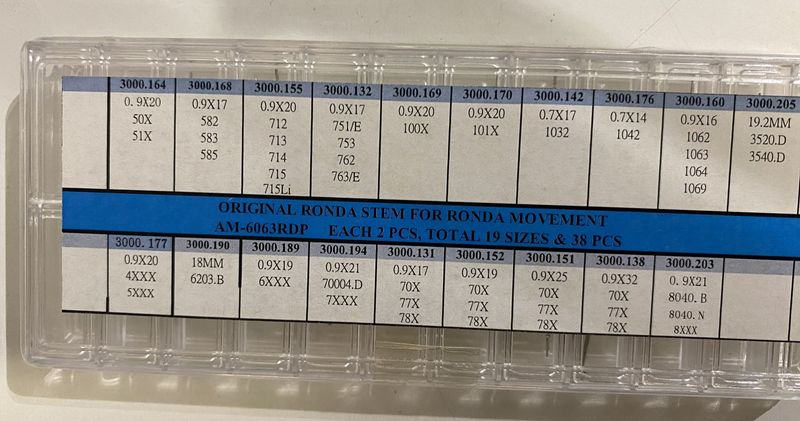 3000.164 3000.168 3000.155 3000.132 3000.169 3000.170 3000.142 3000.176 3000.160 3000.205
0. 9X20 0.9X17 0.9X20 0.9X17 0.9X20 0.9X20 0.7X17 0.7X14 0.9X16 19.2MM
50X 582 712 751/E 100X 101X 1032 1042 1062 3520.D
51X 583 713 753 1063 3540.D
585 714 762 1064
715 763/E 1069
715Li
ORIGINAL RONDA STEM FOR RONDA MOVEMENT
AM-6063RDP EACH 2 PCS, TOTAL 19 SIZES & 38 PCS
3000. 177 3000.190 3000.189 3000.194 3000.131 3000.152 3000.151 3000.138 3000.203
0.9X20 18MM 0.9X19 0.9X21 0.9X17 0.9X19 0.9X25 0.9X32 0. 9X21
4XXX 6203.B 6XXX 70004.D 70X 70X 70X 70X 8040. B
5XXX 7XXX 77X 77X 77X 77X 8040. N
78X 78X 78X 78X 8XXX